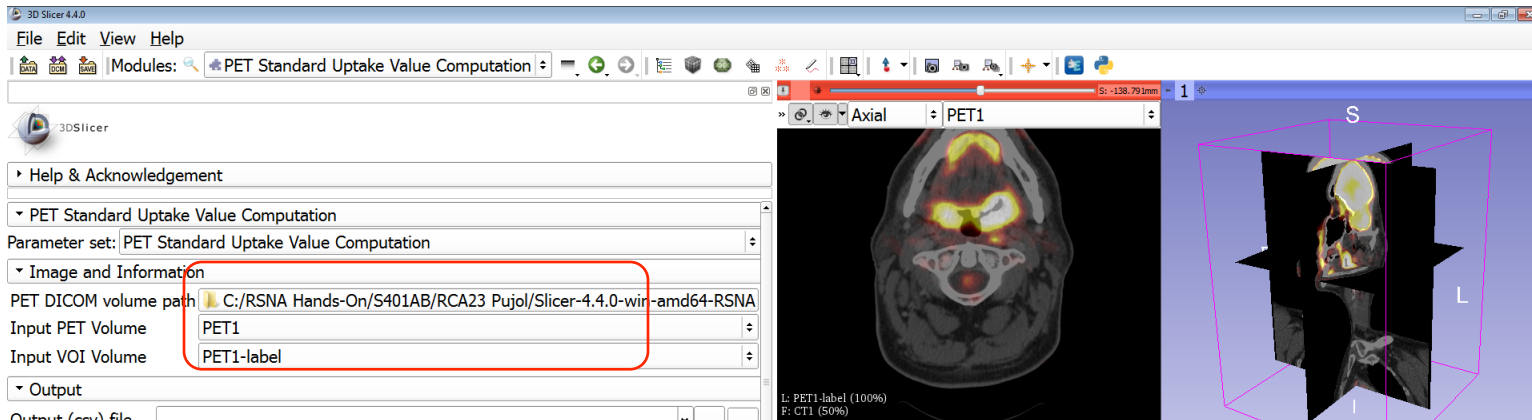 3D Slicer 4.4.0
File Edit View Help
DATA DCM SAVE Modules: PET Standard Uptake Value Computation
3DSlicer
Help & Acknowledgement
PET Standard Uptake Value Computation
Parameter set: PET Standard Uptake Value Computation
Image and Information
PET DICOM volume path C:/RSNA Hands-On/S401AB/RCA23 Pujol/Slicer-4.4.0-win-amd64-RSNA
Input PET Volume PET1
Input VOI Volume PET1-label
Output
Output (csv) file
S: -138.791mm
» Axial PET1
L: PET1-label (100%)
F: CT1 (50%)
1
S
L
I